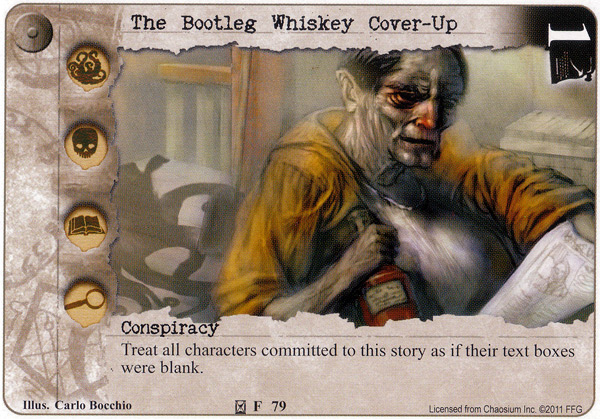 The Bootleg Whiskey Cover-Up
1
Conspiracy
Treat all characters committed to this story as if their text boxes
were blank.
Illus. Carlo Bocchio
F 79
Licensed from Chaosium Inc. ©2011 FFG